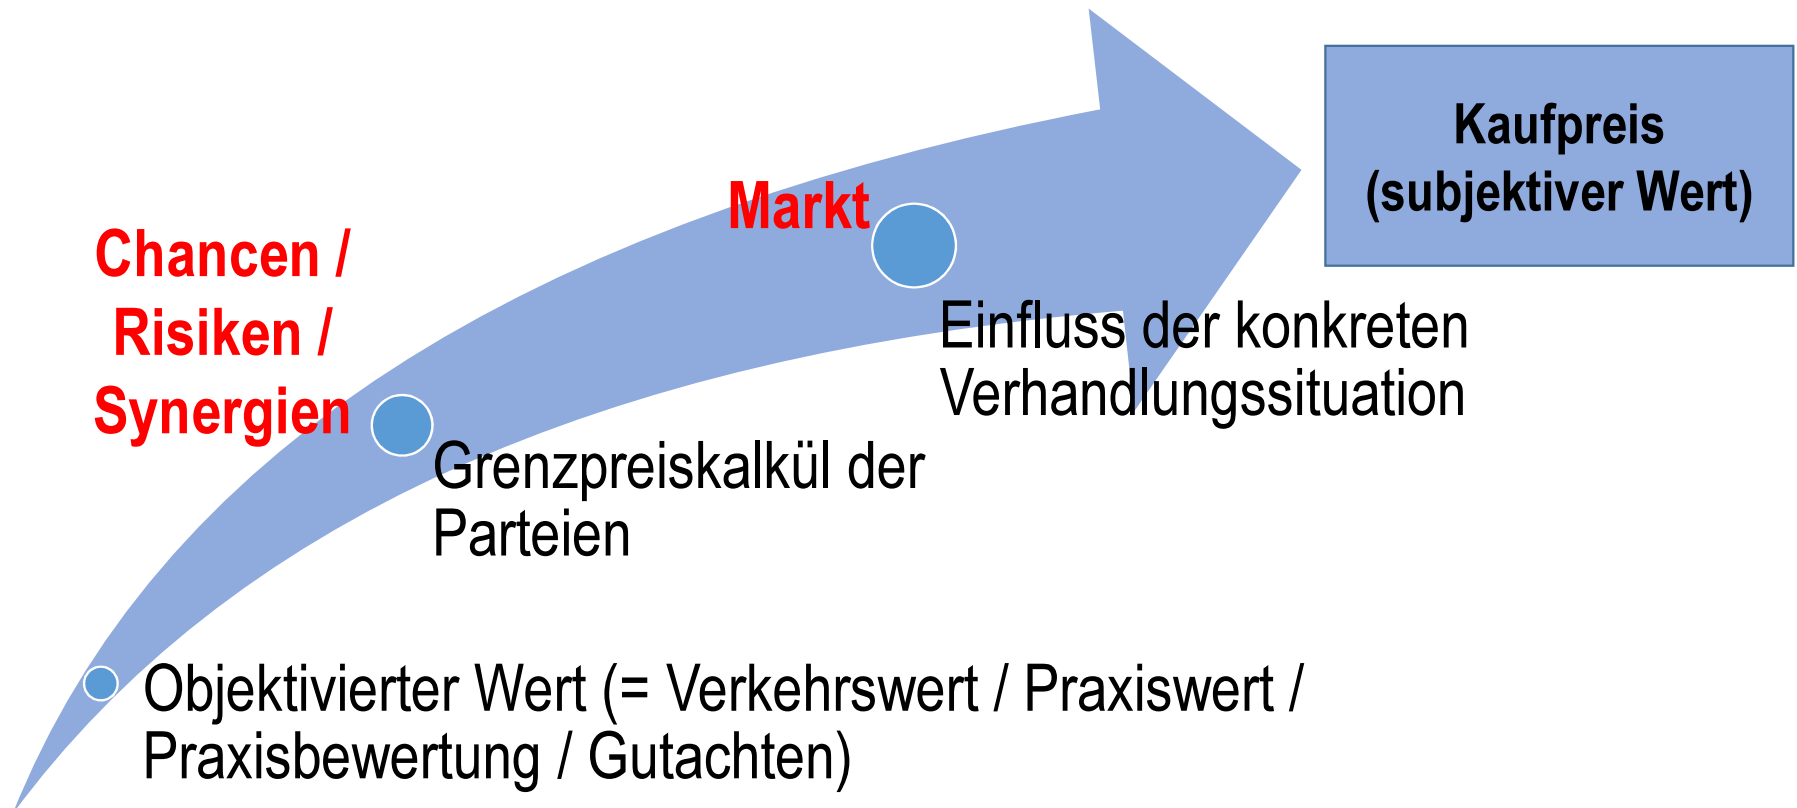 Kaufpreis
(subjektiver Wert)
Markt
Einfluss der konkreten
Verhandlungssituation
Chancen /
Risiken /
Synergien
Grenzpreiskalkül der
Parteien
Objektivierter Wert (= Verkehrswert / Praxiswert /
Praxisbewertung / Gutachten)